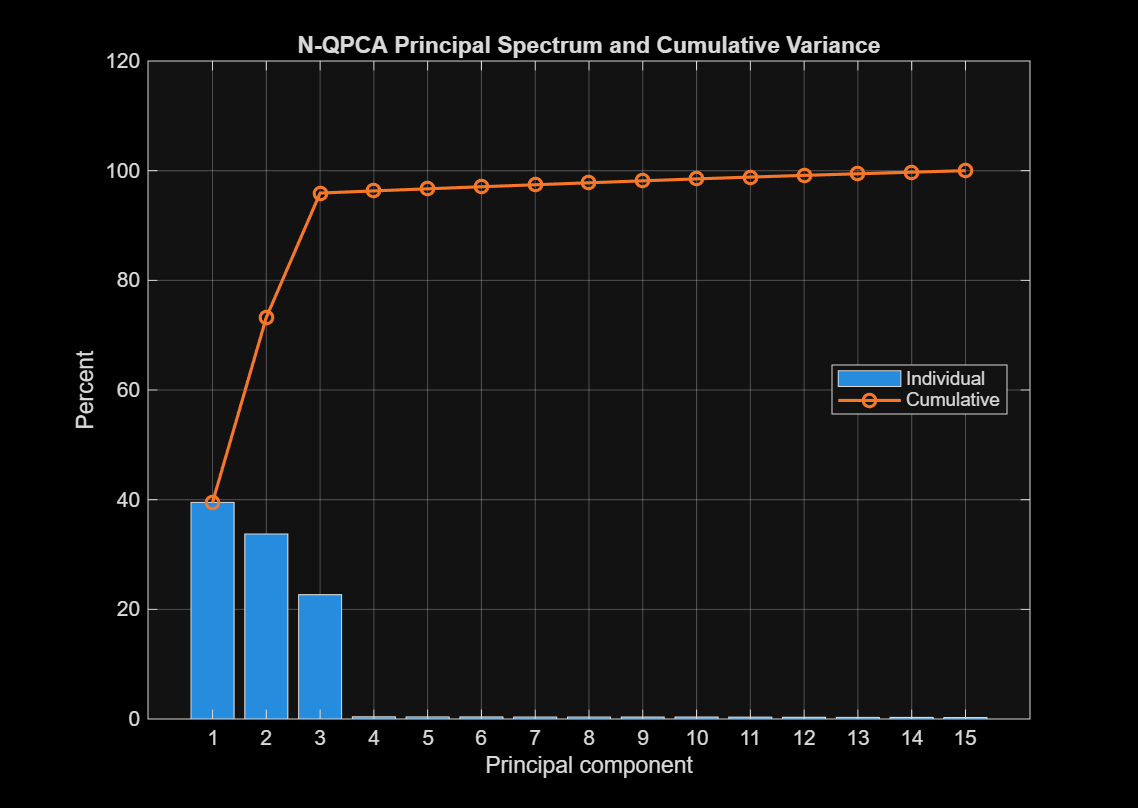 N-QPCA Principal Spectrum and Cumulative Variance
120
100
80
60
40
20
0
Percent
Individual
Cumulative
1 2 3 4 5 6 7 8 9 10 11 12 13 14 15
Principal component